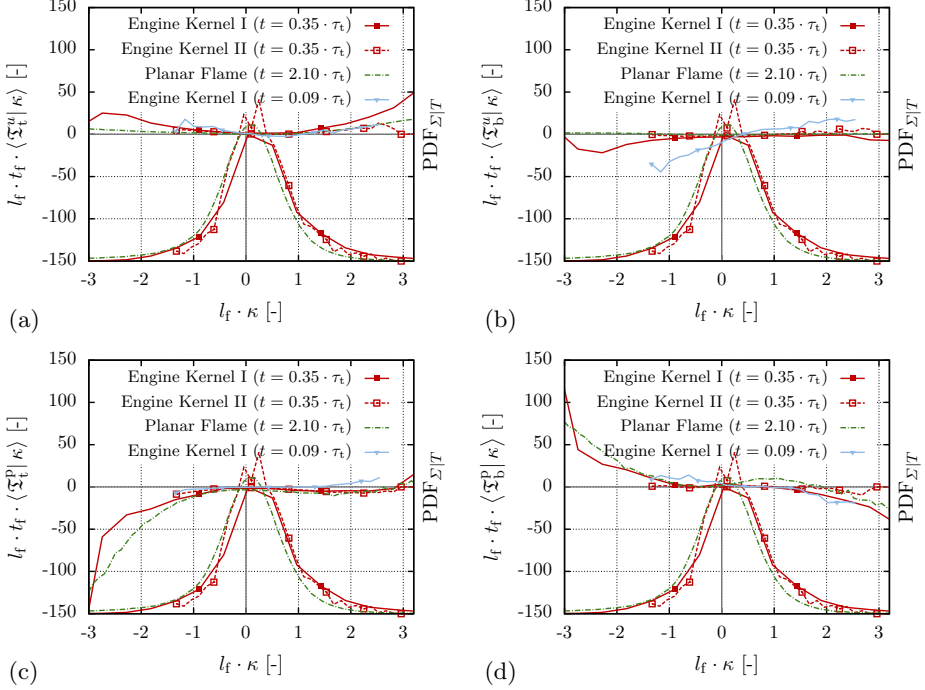 150
100
50
0
-50
-100
-150
-3
-2
-1
0
1
2
3
Engine Kernel I (t = 0.35 · τt)
Engine Kernel II (t = 0.35 · τt)
Planar Flame (t = 2.10 · τt)
Engine Kernel I (t = 0.09 · τt)
lf · tf · ⟨𝔗ᵘt|κ⟩ [-]
PDFΣ|T
lf · κ [-]
(a)
150
100
50
0
-50
-100
-150
-3
-2
-1
0
1
2
3
Engine Kernel I (t = 0.35 · τt)
Engine Kernel II (t = 0.35 · τt)
Planar Flame (t = 2.10 · τt)
Engine Kernel I (t = 0.09 · τt)
lf · tf · ⟨𝔗ᵘb|κ⟩ [-]
PDFΣ|T
lf · κ [-]
(b)
150
100
50
0
-50
-100
-150
-3
-2
-1
0
1
2
3
Engine Kernel I (t = 0.35 · τt)
Engine Kernel II (t = 0.35 · τt)
Planar Flame (t = 2.10 · τt)
Engine Kernel I (t = 0.09 · τt)
lf · tf · ⟨𝔗ᵖt|κ⟩ [-]
PDFΣ|T
lf · κ [-]
(c)
150
100
50
0
-50
-100
-150
-3
-2
-1
0
1
2
3
Engine Kernel I (t = 0.35 · τt)
Engine Kernel II (t = 0.35 · τt)
Planar Flame (t = 2.10 · τt)
Engine Kernel I (t = 0.09 · τt)
lf · tf · ⟨𝔗ᵖb|κ⟩ [-]
PDFΣ|T
lf · κ [-]
(d)